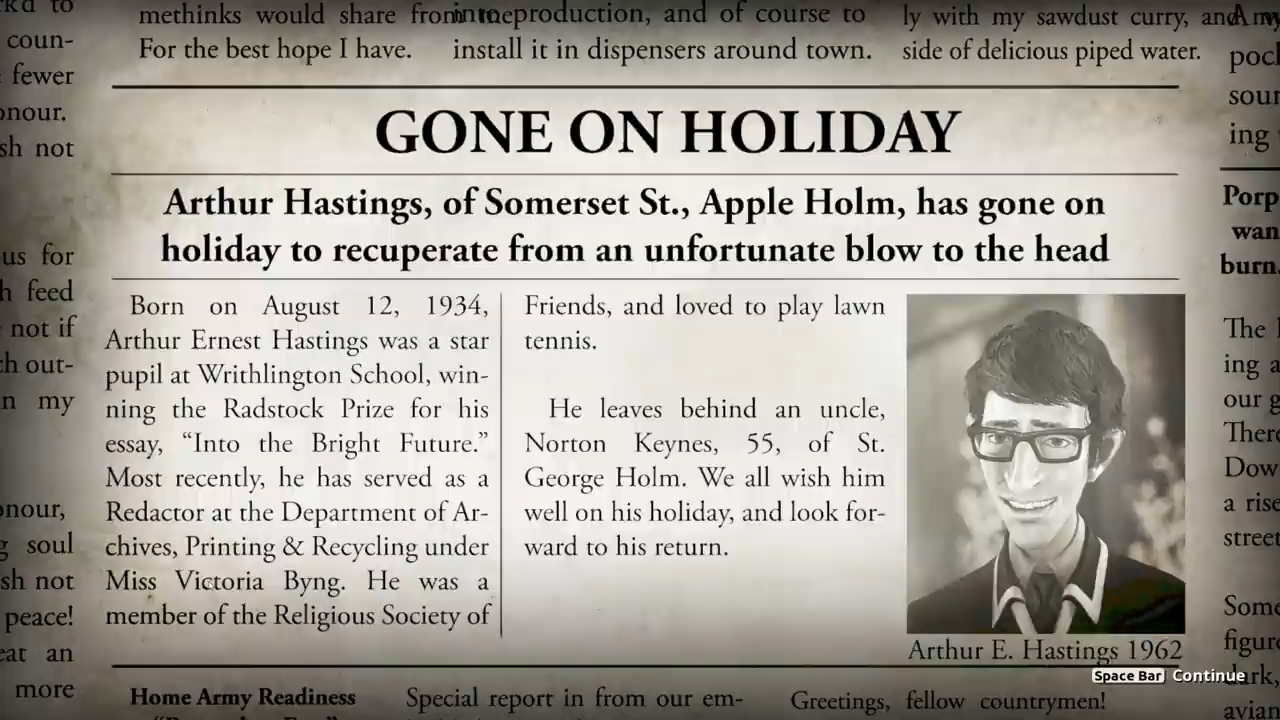 methinks would share from me
For the best hope I have.
into production, and of course to
install it in dispensers around town.
ly with my sawdust curry, and my
side of delicious piped water.
coun-
fewer
onour.
sh not
us for
feed
not if
out-
my
onour,
soul
sh not
peace!
eat an
more
GONE ON HOLIDAY
Arthur Hastings, of Somerset St., Apple Holm, has gone on
holiday to recuperate from an unfortunate blow to the head
Born on August 12, 1934,
Arthur Ernest Hastings was a star
pupil at Writhlington School, win-
ning the Radstock Prize for his
essay, “Into the Bright Future.”
Most recently, he has served as a
Redactor at the Department of Ar-
chives, Printing & Recycling under
Miss Victoria Byng. He was a
member of the Religious Society of
Friends, and loved to play lawn
tennis.
He leaves behind an uncle,
Norton Keynes, 55, of St.
George Holm. We all wish him
well on his holiday, and look for-
ward to his return.
Arthur E. Hastings 1962
Home Army Readiness
Special report in from our em-
Greetings, fellow countrymen!
pocl
sour
ing
Porp
wan
burn.
The
ing a
our g
There
Dow
a rise
street
Some
figur
dark,
avian
Space Bar Continue